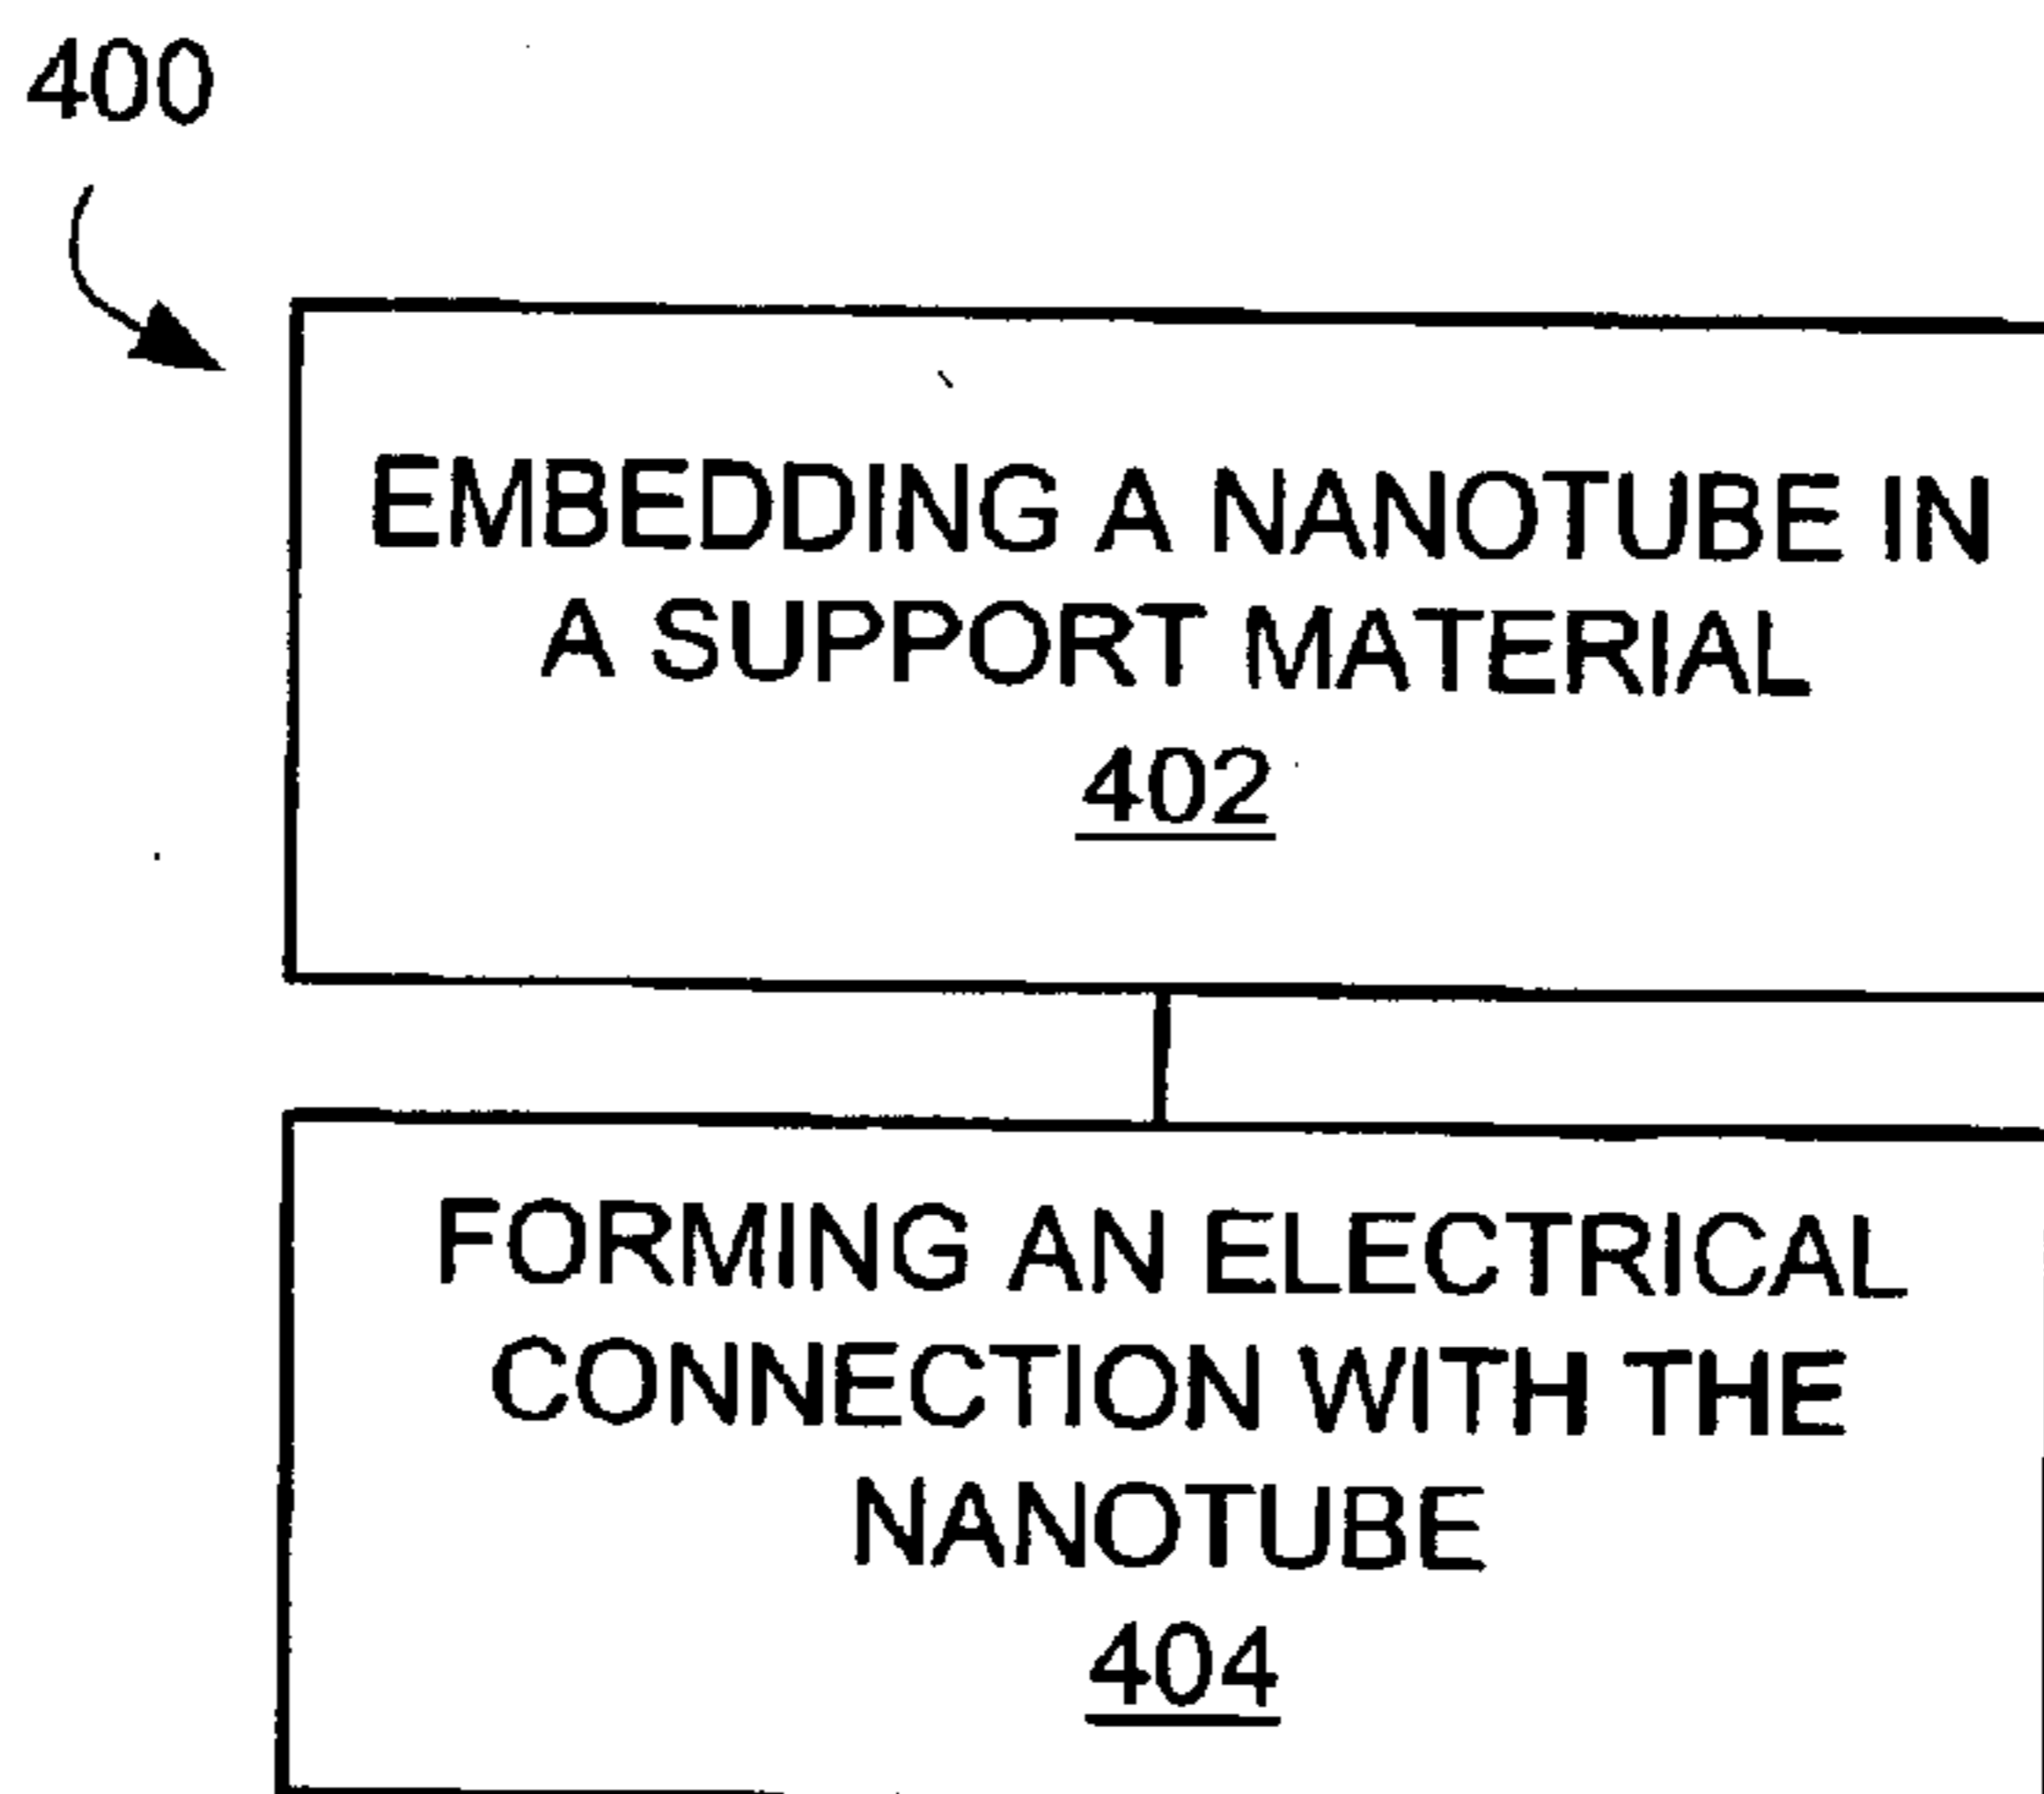 400
EMBEDDING A NANOTUBE IN
A SUPPORT MATERIAL
402
FORMING AN ELECTRICAL
CONNECTION WITH THE
NANOTUBE
404